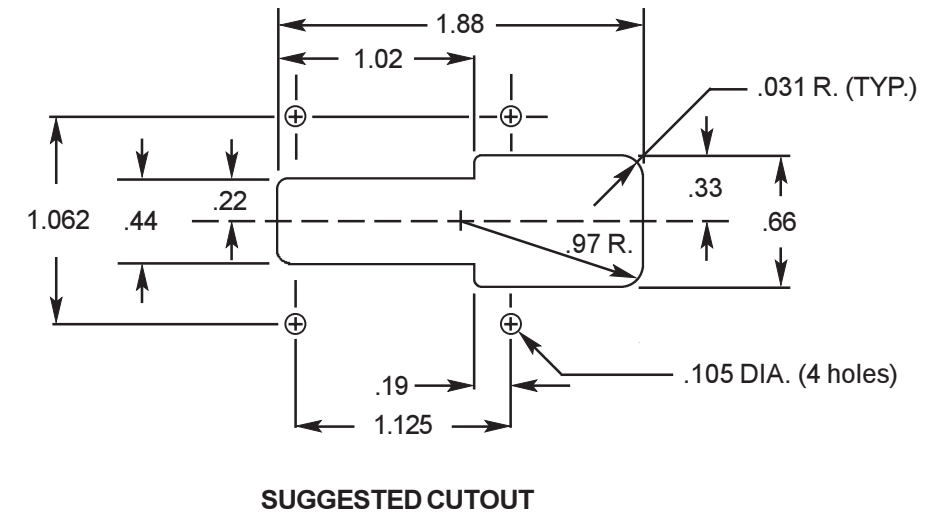 1.88
1.02
.031 R. (TYP.)
.22
.33
1.062
.44
.66
.97 R.
.19
.105 DIA. (4 holes)
1.125
SUGGESTED CUTOUT